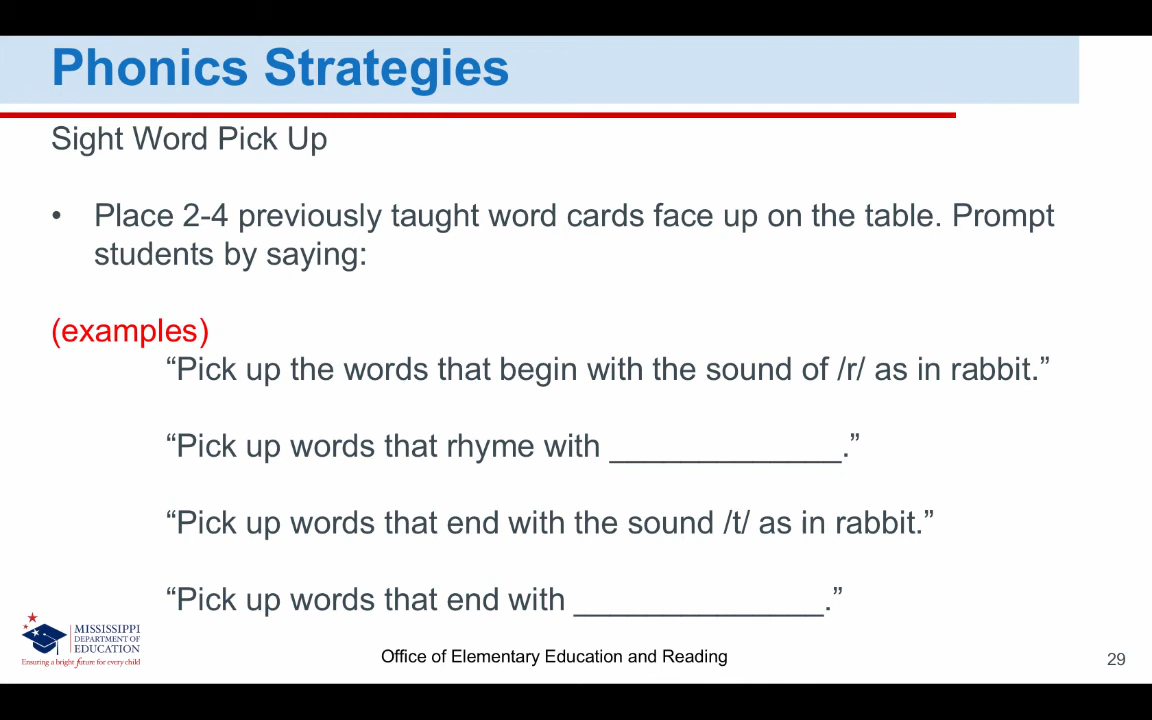 Phonics Strategies
Sight Word Pick Up
• Place 2-4 previously taught word cards face up on the table. Prompt
students by saying:
(examples)
“Pick up the words that begin with the sound of /r/ as in rabbit.”
“Pick up words that rhyme with _____________.”
“Pick up words that end with the sound /t/ as in rabbit.”
“Pick up words that end with ______________.”
MISSISSIPPI
DEPARTMENT OF
EDUCATION
Ensuring a bright future for every child
Office of Elementary Education and Reading
29